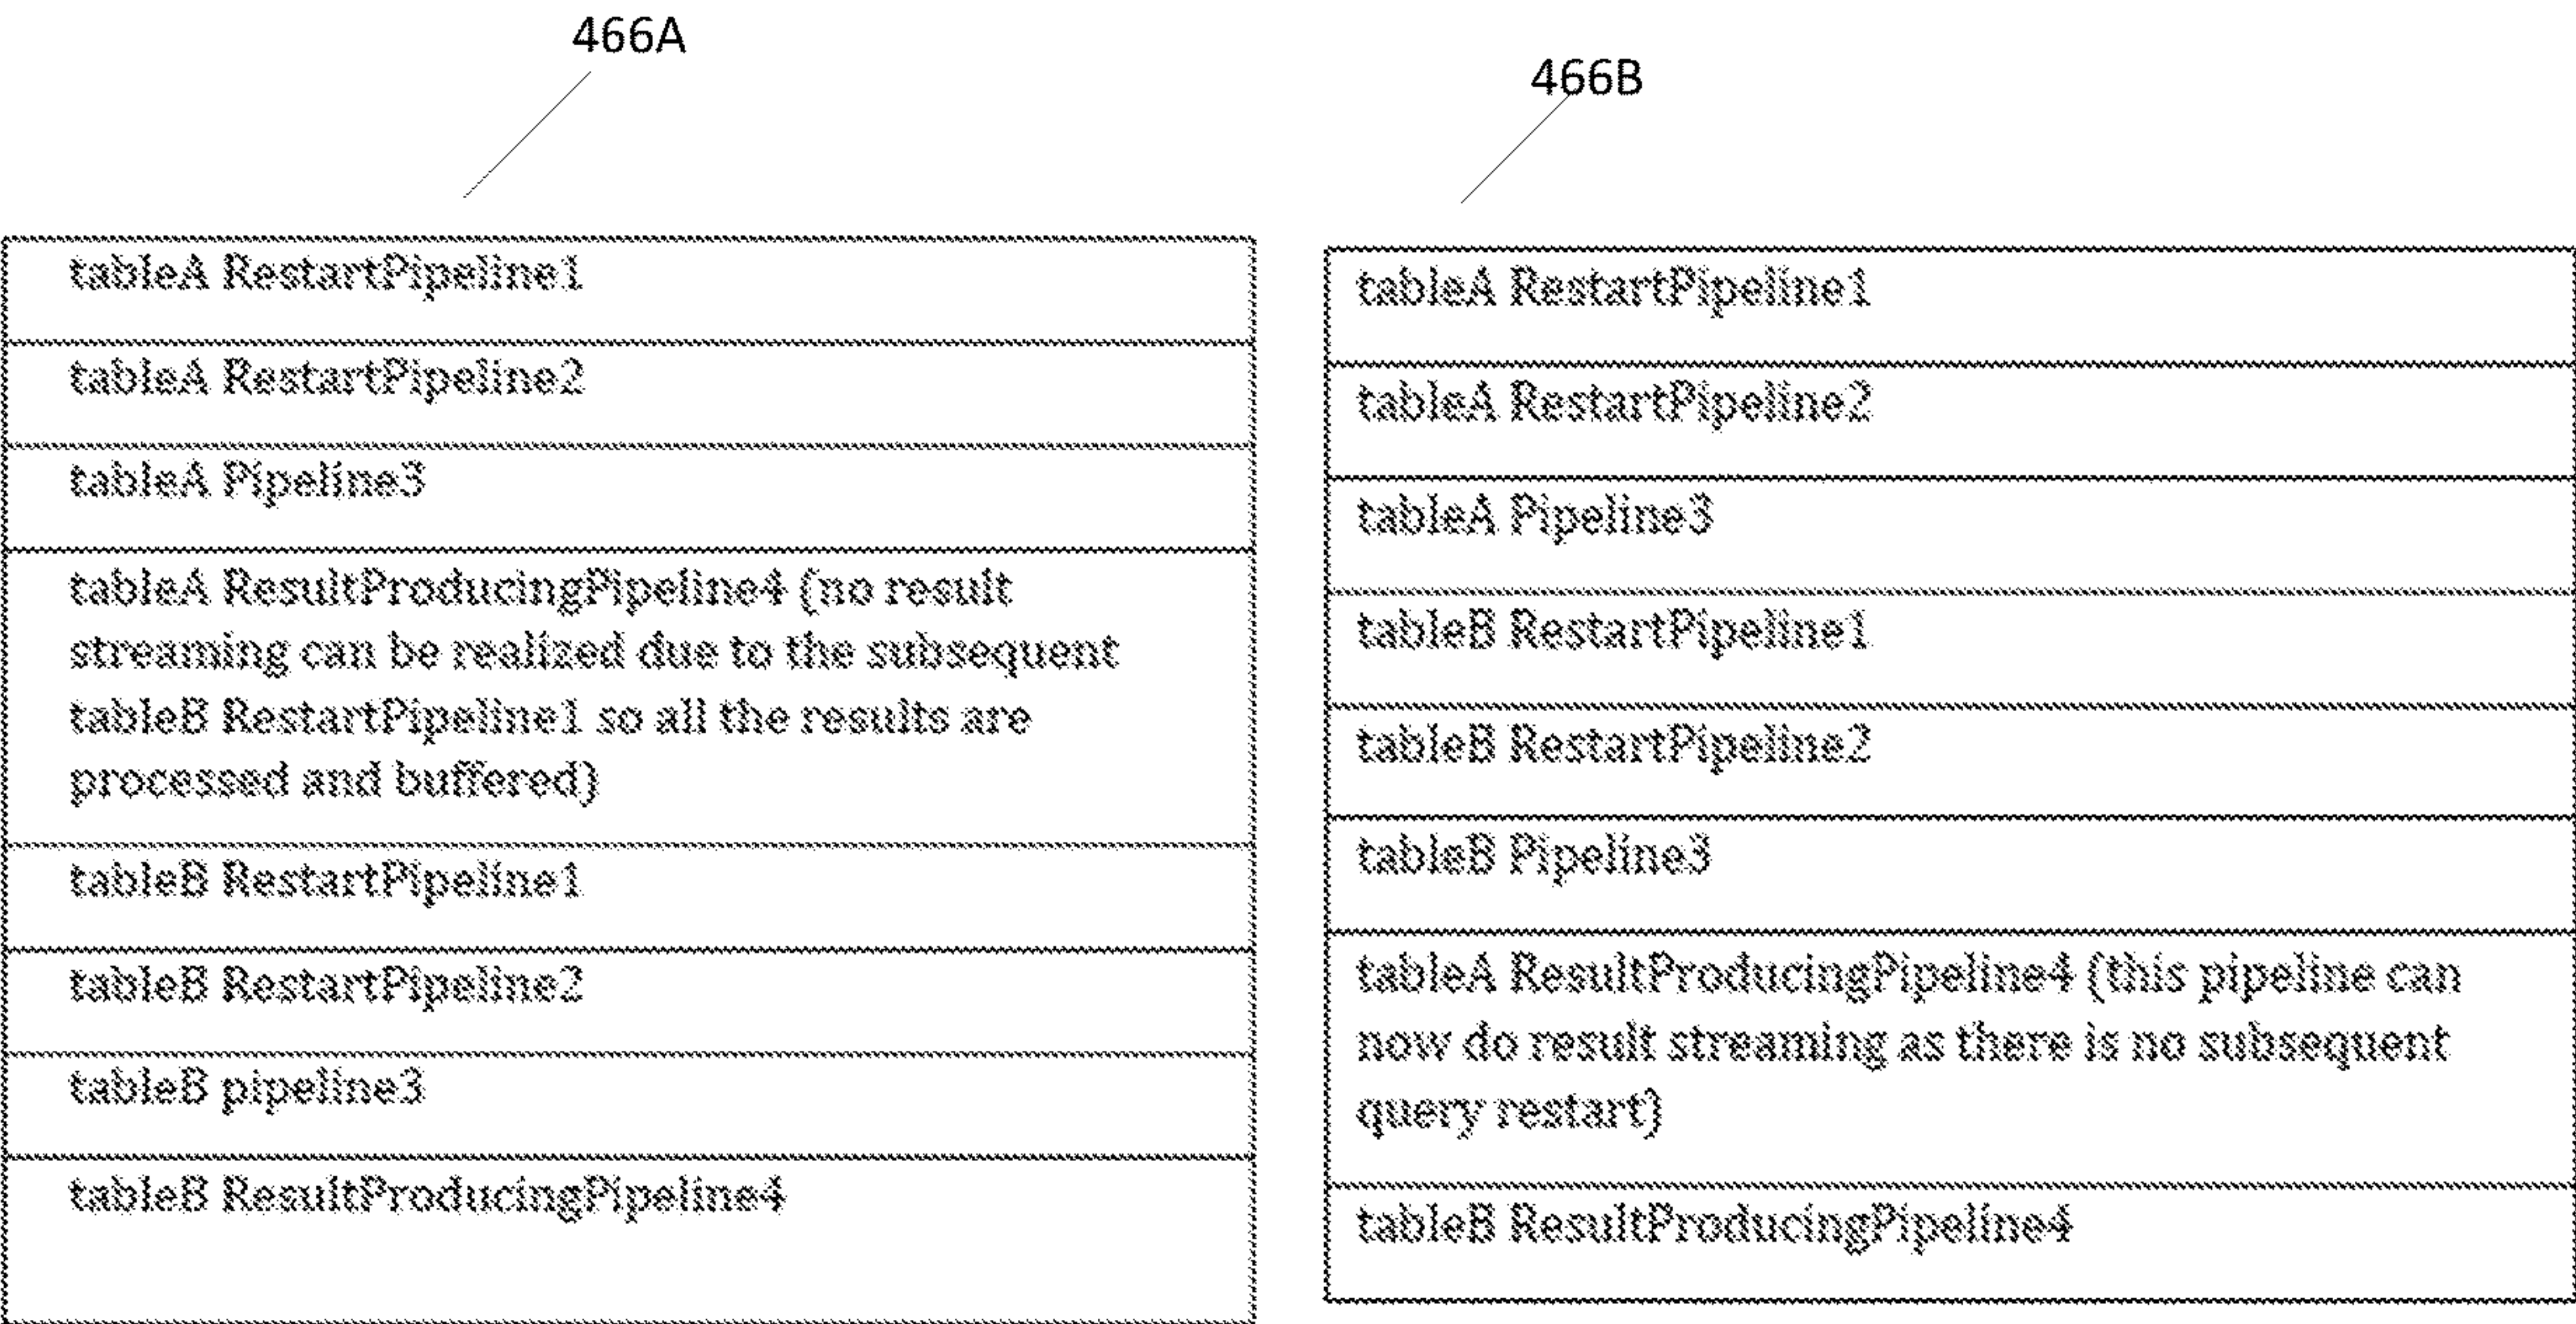 466A
466B
tableA RestartPipeline1
tableA RestartPipeline2
tableA Pipeline3
tableA ResultProducingPipeline4 (no result
streaming can be realized due to the subsequent
tableB RestartPipeline1 so all the results are
processed and buffered)
tableB RestartPipeline1
tableB RestartPipeline2
tableB pipeline3
tableB ResultProducingPipeline4
tableA RestartPipeline1
tableA RestartPipeline2
tableA Pipeline3
tableB RestartPipeline1
tableB RestartPipeline2
tableB Pipeline3
tableA ResultProducingPipeline4 (this pipeline can
now do result streaming as there is no subsequent
query restart)
tableB ResultProducingPipeline4